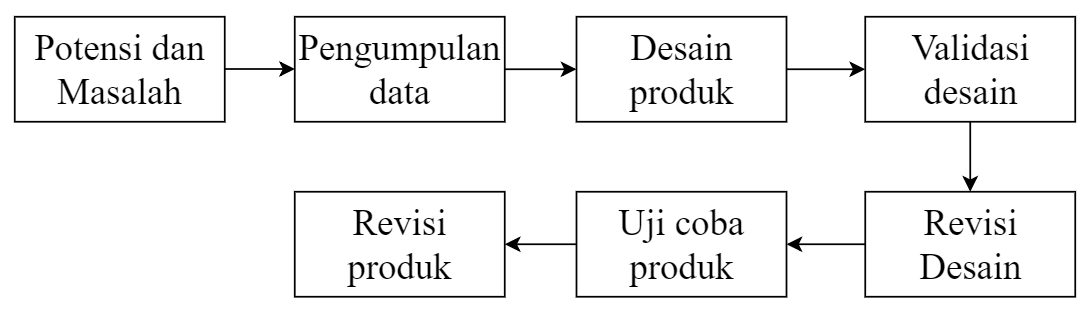 Potensi dan
Masalah
Pengumpulan
data
Desain
produk
Validasi
desain
Revisi
Desain
Uji coba
produk
Revisi
produk